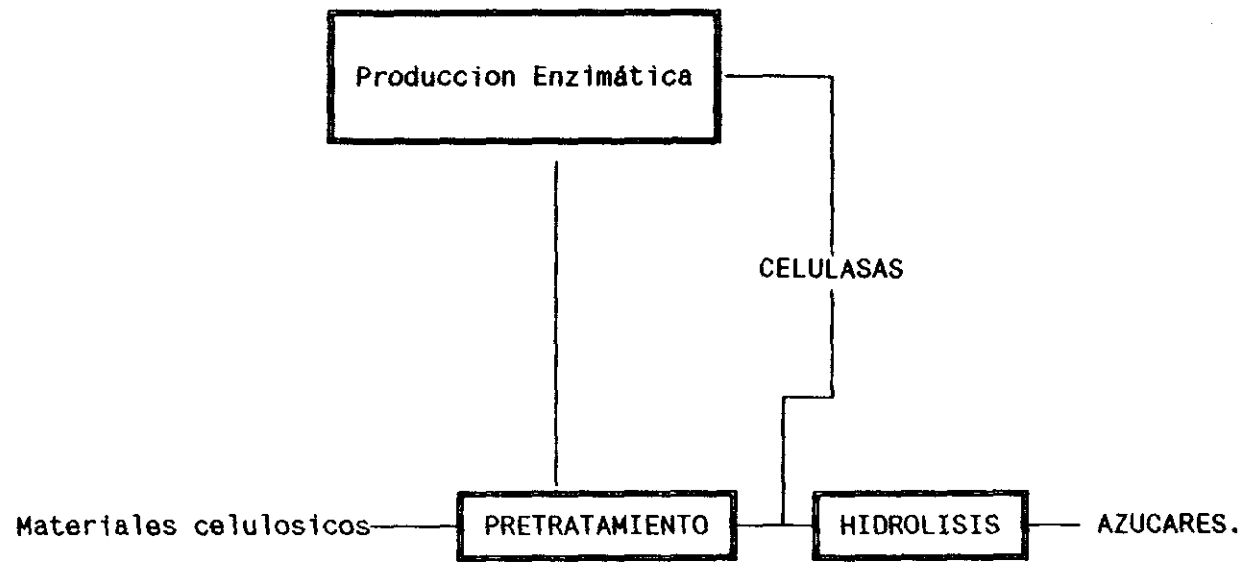 Produccion Enzimática
CELULASAS
Materiales celulosicos PRETRATAMIENTO HIDROLISIS AZUCARES.